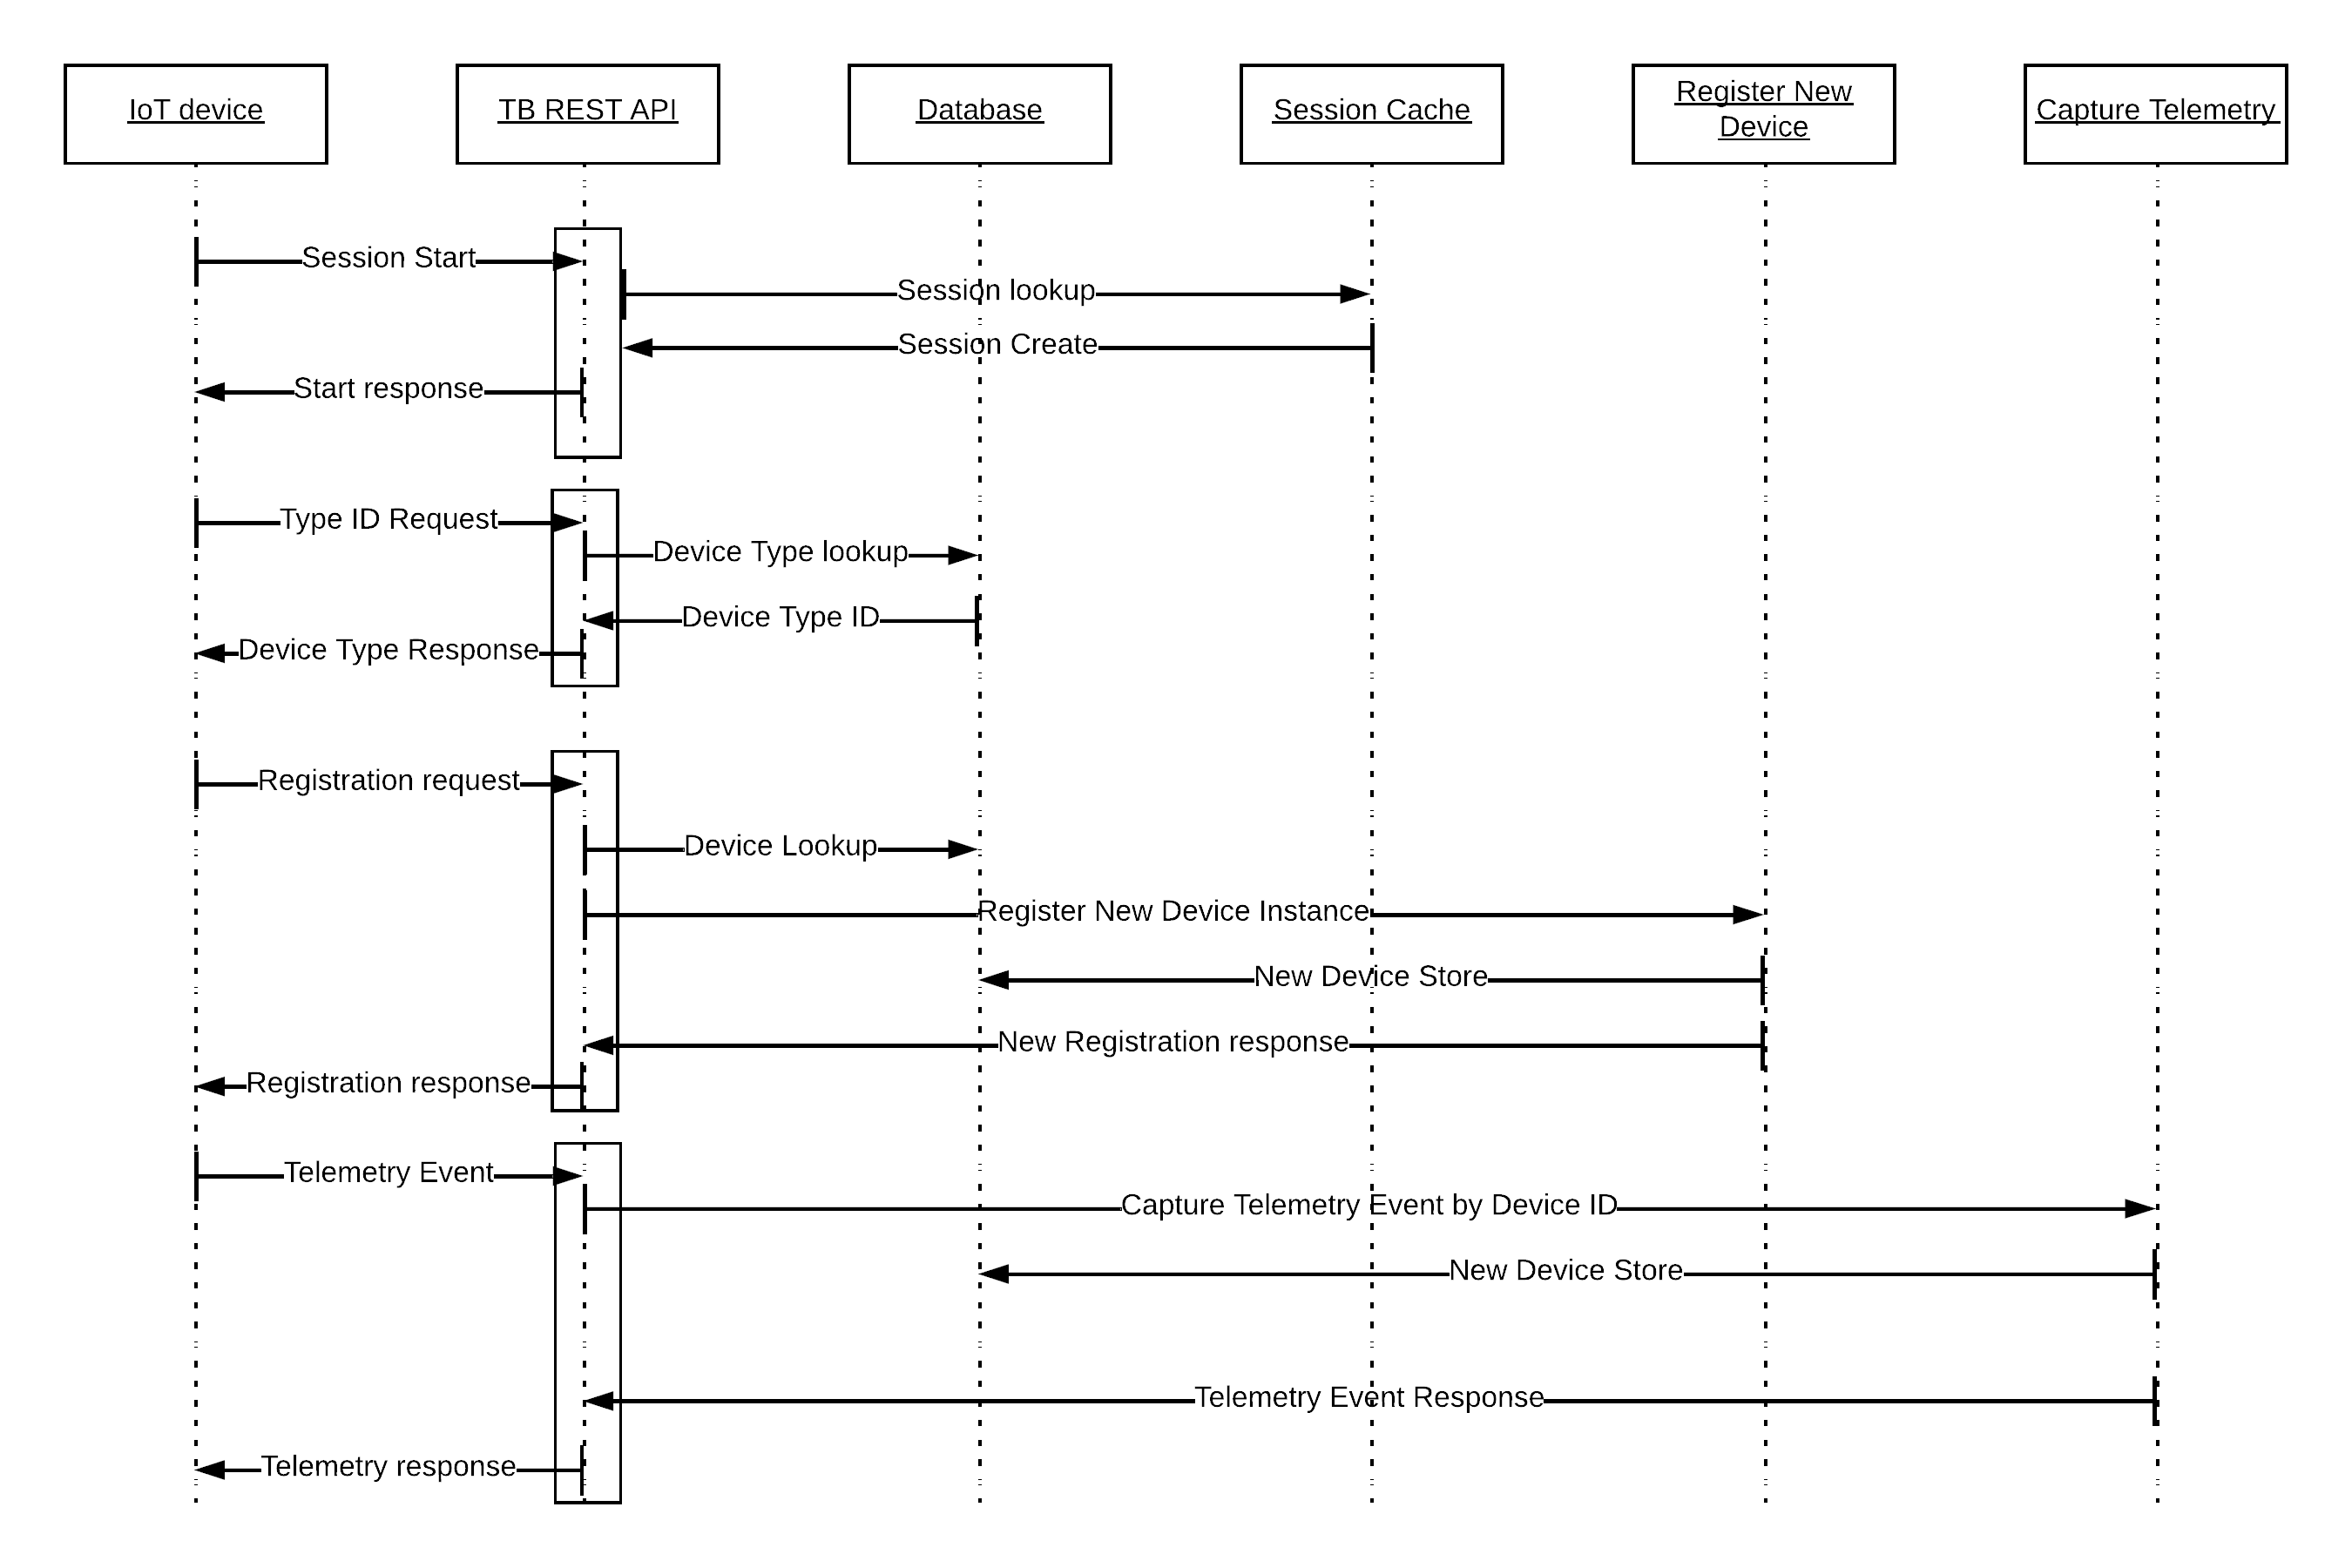 IoT device
TB REST API
Database
Session Cache
Register New
Device
Capture Telemetry
Session Start
Session lookup
Session Create
Start response
Type ID Request
Device Type lookup
Device Type ID
Device Type Response
Registration request
Device Lookup
Register New Device Instance
New Device Store
New Registration response
Registration response
Telemetry Event
Capture Telemetry Event by Device ID
New Device Store
Telemetry Event Response
Telemetry response